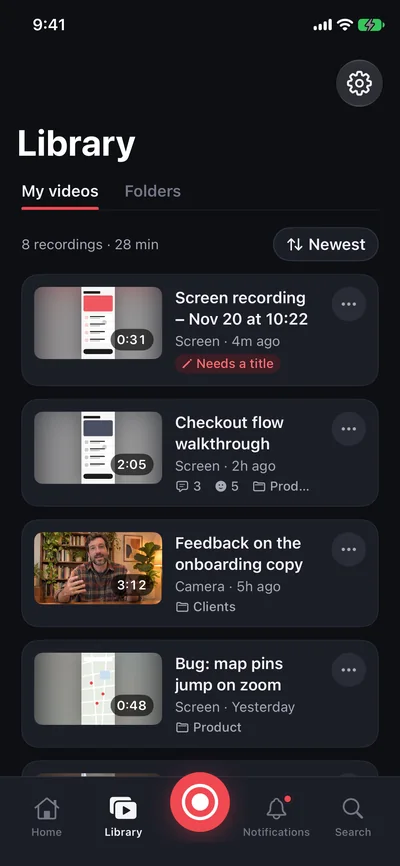 9:41
Library
My videos
Folders
8 recordings · 28 min
Newest
0:31
Screen recording
– Nov 20 at 10:22
Screen · 4m ago
Needs a title
2:05
Checkout flow
walkthrough
Screen · 2h ago
3 5 Prod...
3:12
Feedback on the
onboarding copy
Camera · 5h ago
Clients
0:48
Bug: map pins
jump on zoom
Screen · Yesterday
Product
Home
Library
Notifications
Search